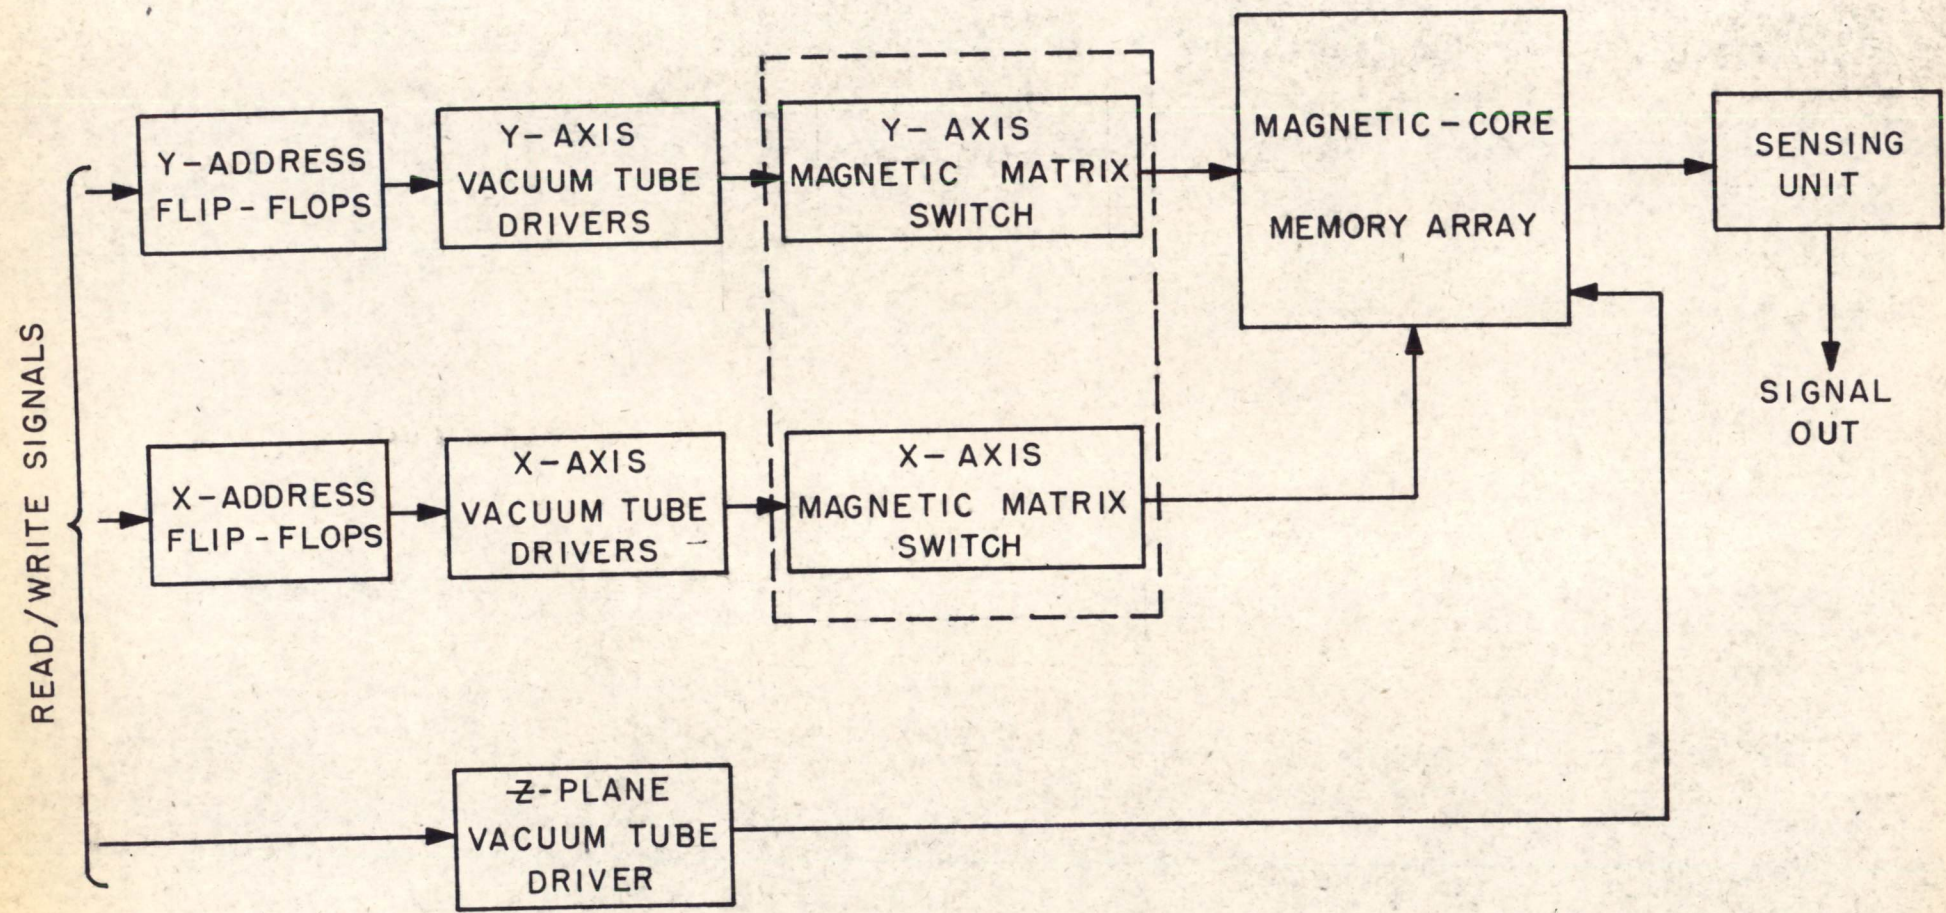 READ/WRITE SIGNALS
Y-ADDRESS
FLIP-FLOPS
Y-AXIS
VACUUM TUBE
DRIVERS
Y-AXIS
MAGNETIC MATRIX
SWITCH
MAGNETIC-CORE
MEMORY ARRAY
SENSING
UNIT
SIGNAL
OUT
X-ADDRESS
FLIP-FLOPS
X-AXIS
VACUUM TUBE
DRIVERS
X-AXIS
MAGNETIC MATRIX
SWITCH
Z-PLANE
VACUUM TUBE
DRIVER